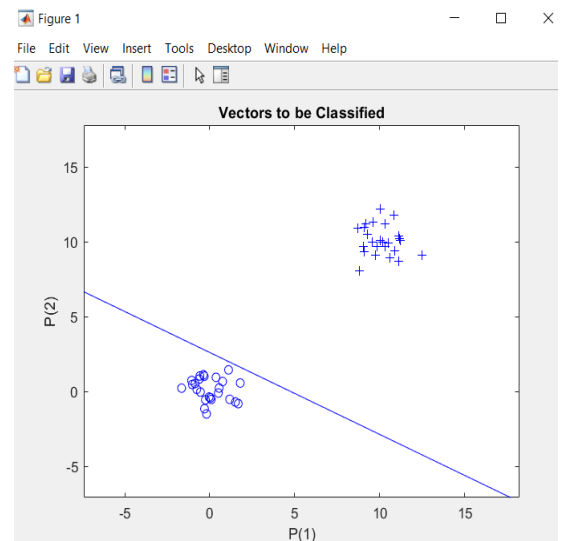 Figure 1
File Edit View Insert Tools Desktop Window Help
Vectors to be Classified
15
10
5
0
-5
P(2)
-5 0 5 10 15
P(1)